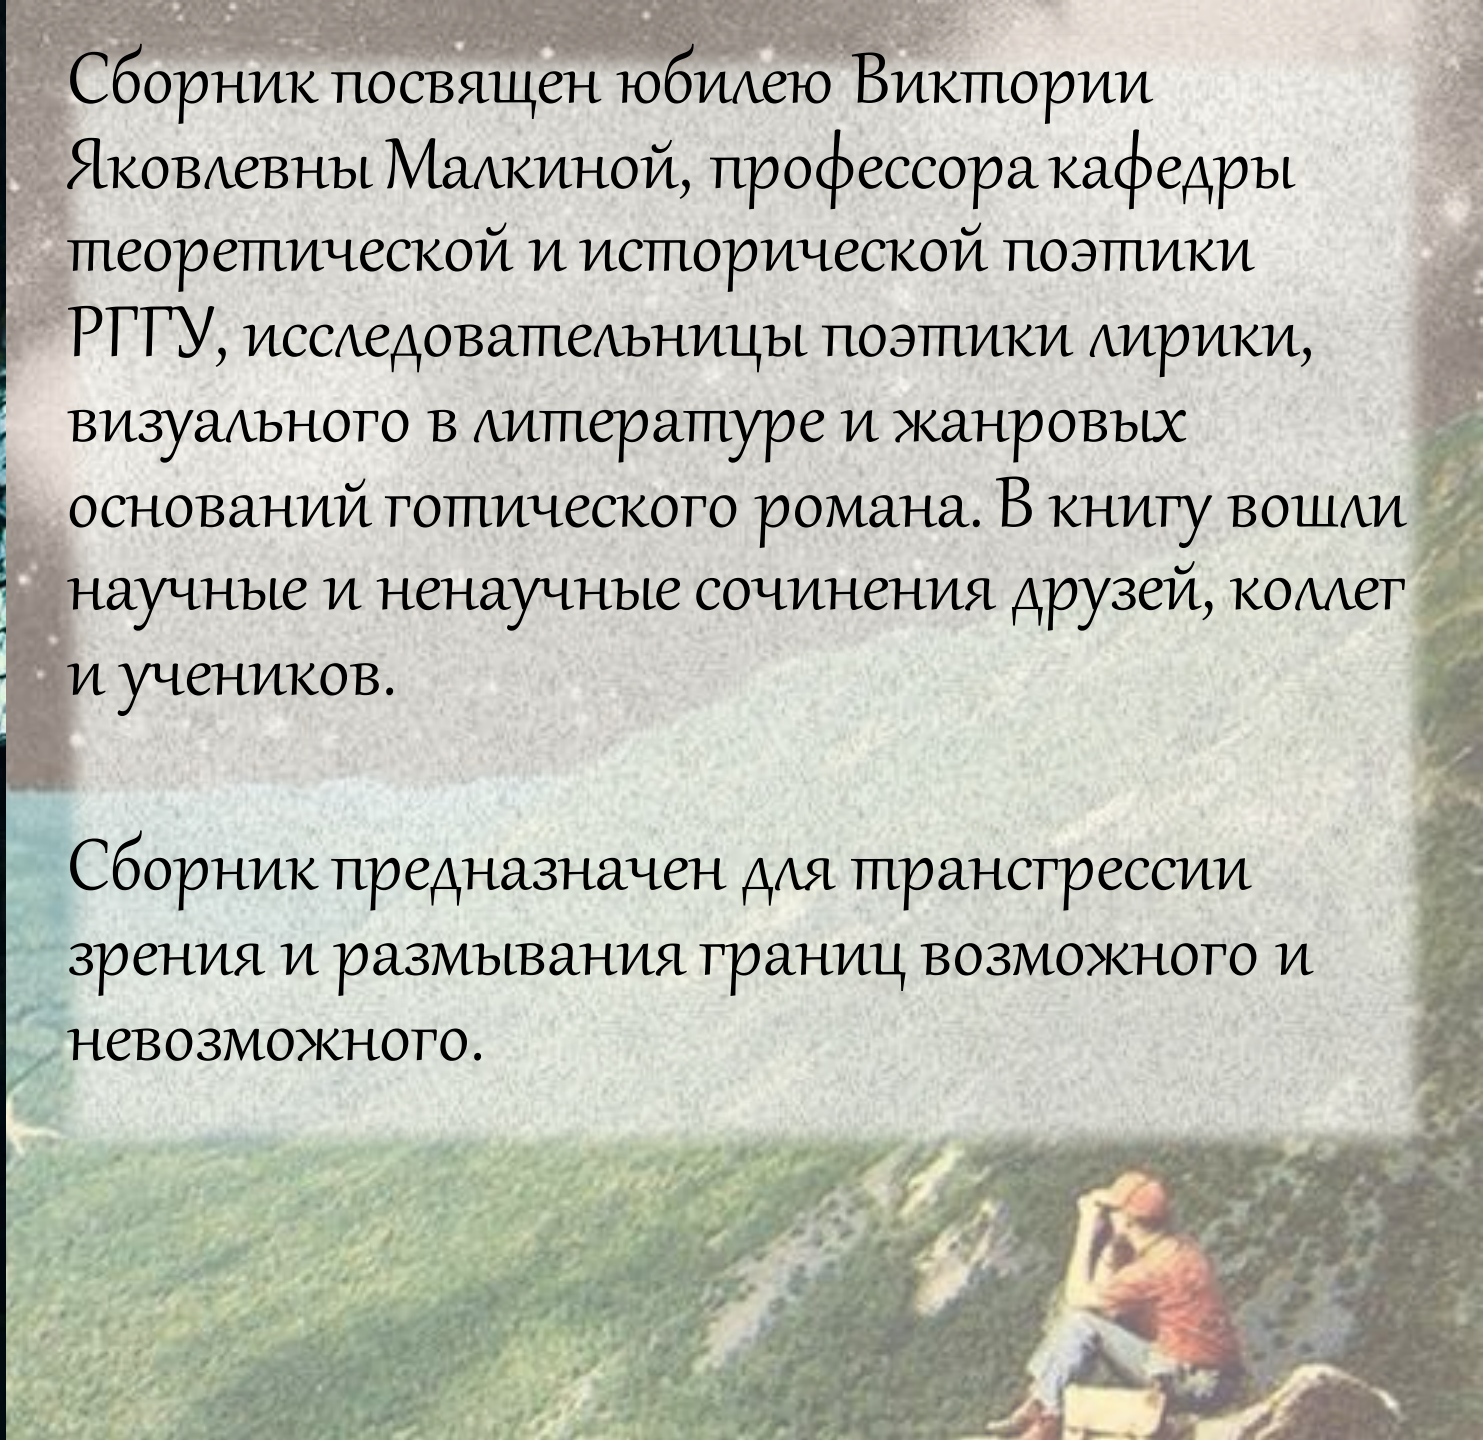 Сборник посвящен юбилею Виктории
Яковлевны Малкиной, профессора кафедры
теоретической и исторической поэтики
РГГУ, исследовательницы поэтики лирики,
визуального в литературе и жанровых
оснований готического романа. В книгу вошли
научные и ненаучные сочинения друзей, коллег
и учеников.
Сборник предназначен для трансгрессии
зрения и размывания границ возможного и
невозможного.